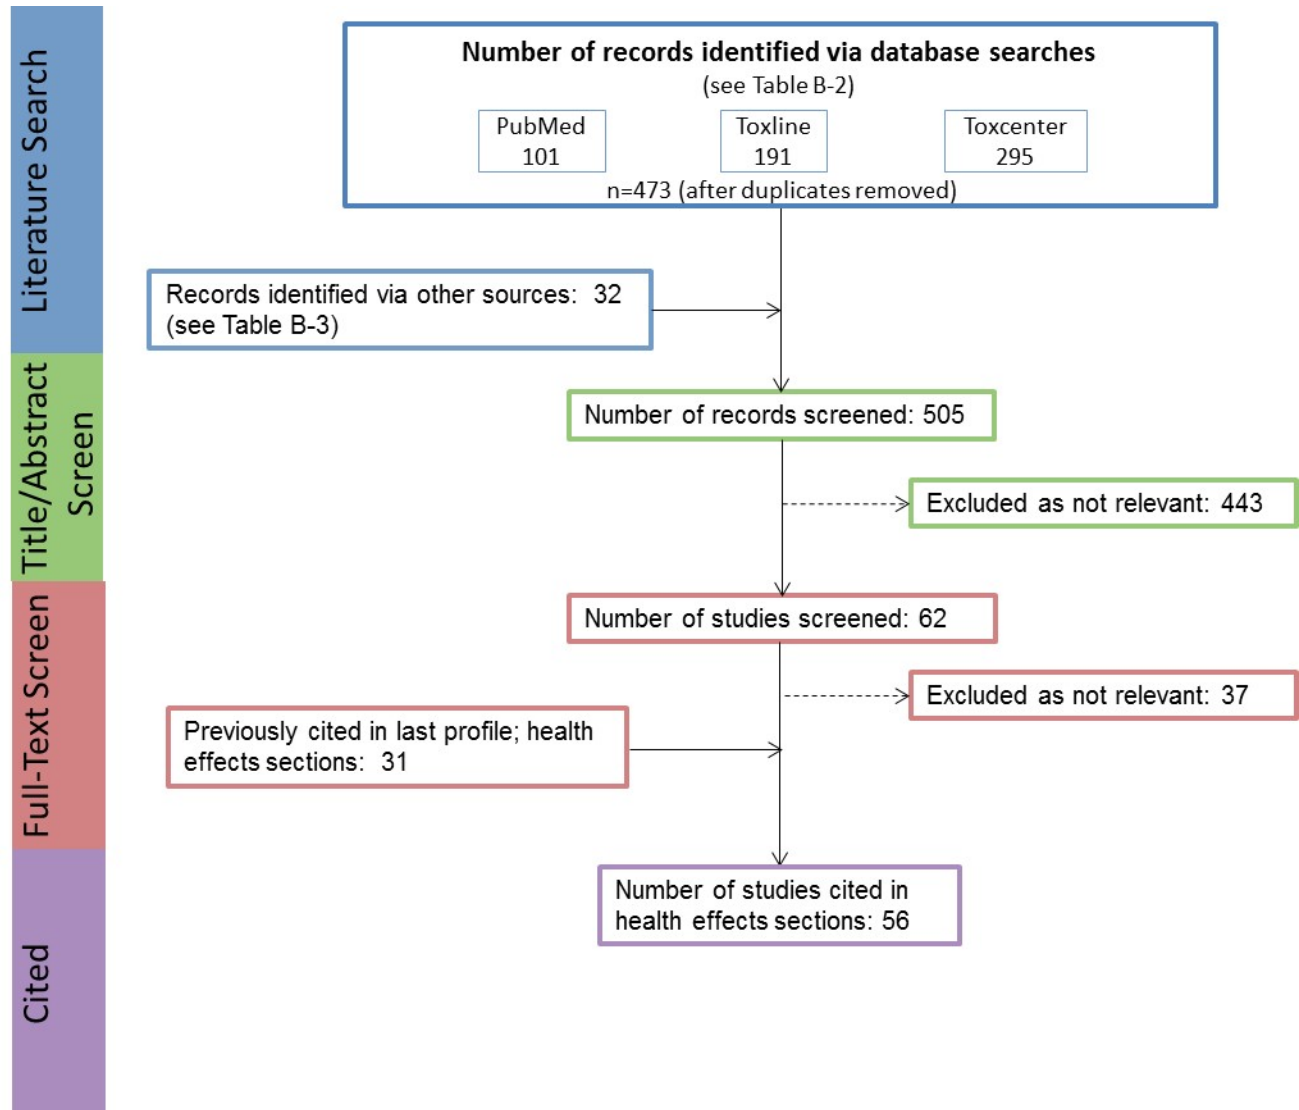 Literature Search
Number of records identified via database searches
(see Table B-2)
PubMed
101
Toxline
191
Toxcenter
295
n=473 (after duplicates removed)
Records identified via other sources: 32
(see Table B-3)
Title/Abstract
Screen
Number of records screened: 505
Excluded as not relevant: 443
Full-Text Screen
Number of studies screened: 62
Excluded as not relevant: 37
Previously cited in last profile; health
effects sections: 31
Cited
Number of studies cited in
health effects sections: 56